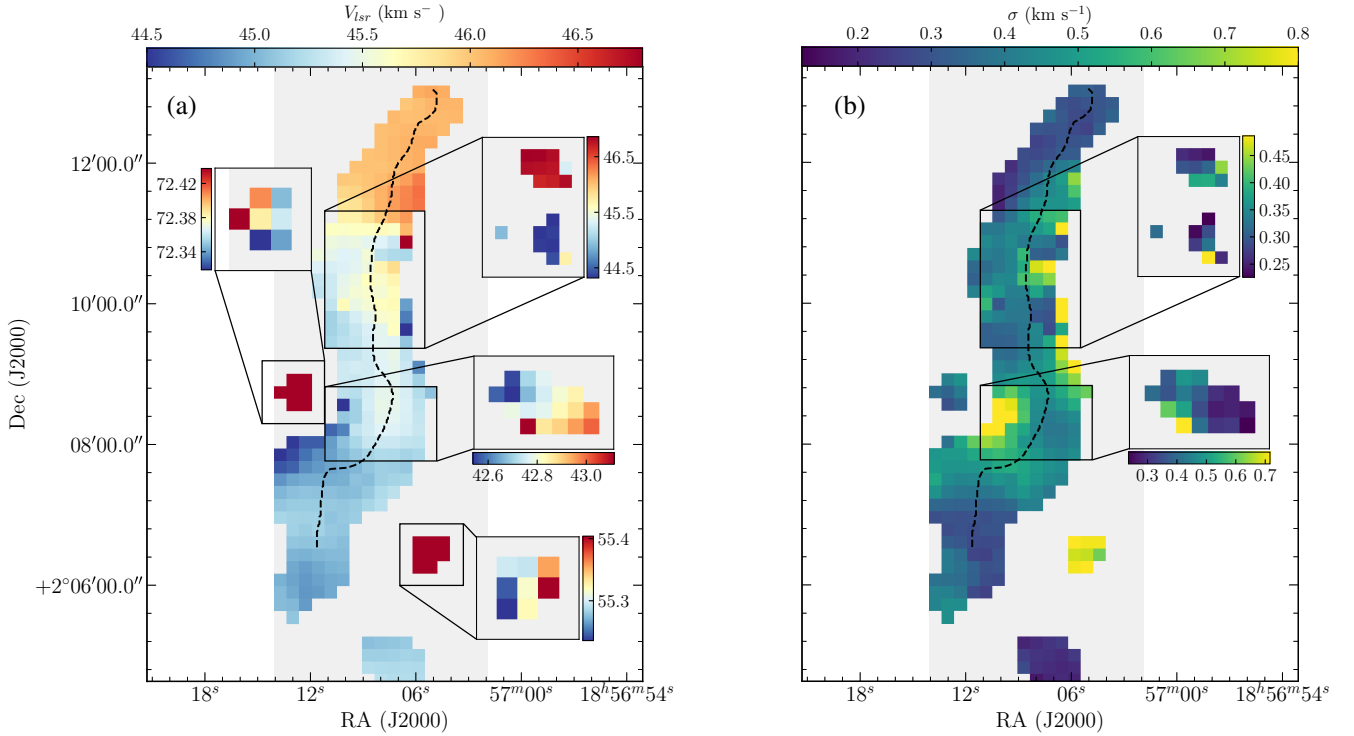 V_lsr (km s⁻ )
44.5 45.0 45.5 46.0 46.5
(a)
12′00.0″
10′00.0″
08′00.0″
+2°06′00.0″
Dec (J2000)
72.42
72.38
72.34
46.5
45.5
44.5
42.6 42.8 43.0
55.4
55.3
18ˢ 12ˢ 06ˢ 57ᵐ00ˢ 18ʰ56ᵐ54ˢ
RA (J2000)
σ (km s⁻¹)
0.2 0.3 0.4 0.5 0.6 0.7 0.8
(b)
0.45
0.40
0.35
0.30
0.25
0.3 0.4 0.5 0.6 0.7
18ˢ 12ˢ 06ˢ 57ᵐ00ˢ 18ʰ56ᵐ54ˢ
RA (J2000)